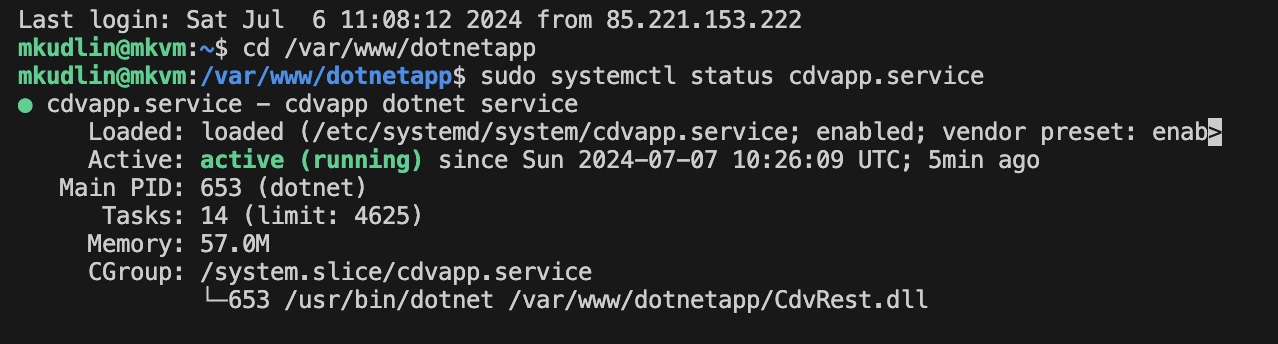 Last login: Sat Jul  6 11:08:12 2024 from 85.221.153.222
mkudlin@mkvm:~$ cd /var/www/dotnetapp
mkudlin@mkvm:/var/www/dotnetapp$ sudo systemctl status cdvapp.service
● cdvapp.service - cdvapp dotnet service
     Loaded: loaded (/etc/systemd/system/cdvapp.service; enabled; vendor preset: enab>
     Active: active (running) since Sun 2024-07-07 10:26:09 UTC; 5min ago
   Main PID: 653 (dotnet)
      Tasks: 14 (limit: 4625)
     Memory: 57.0M
     CGroup: /system.slice/cdvapp.service
             └─653 /usr/bin/dotnet /var/www/dotnetapp/CdvRest.dll